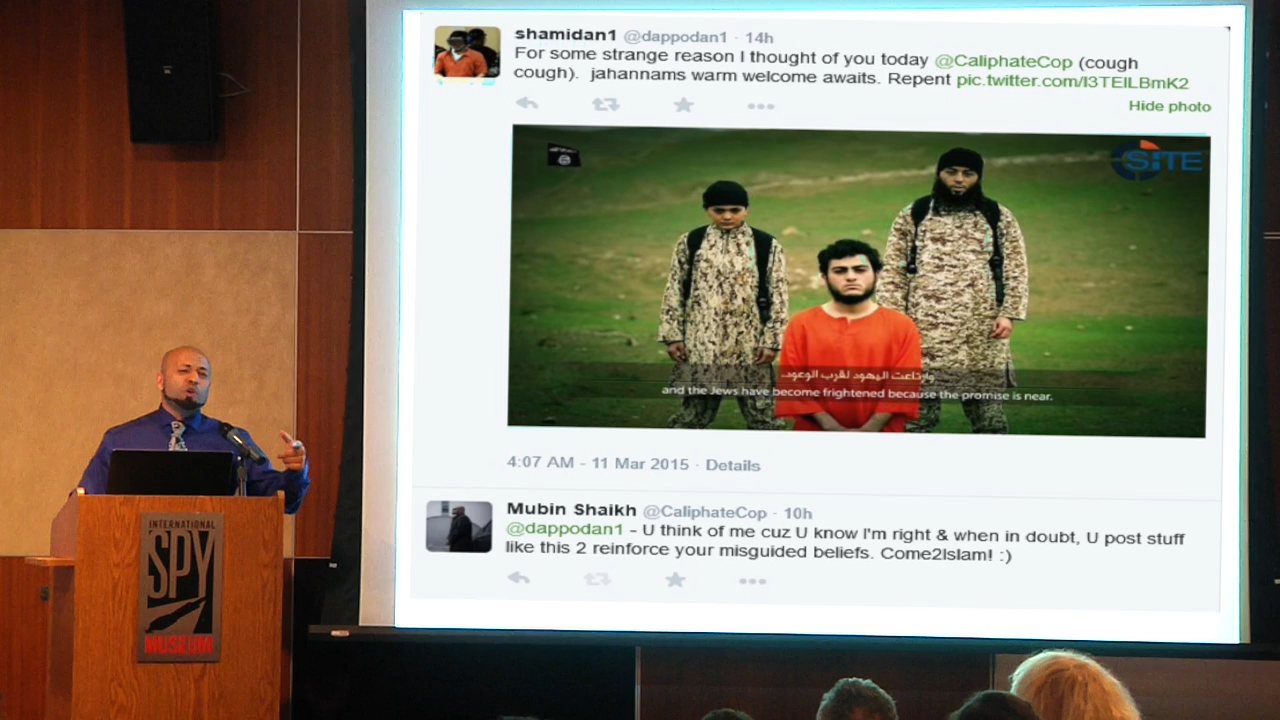 shamidan1 @dappodan1 · 14h
For some strange reason I thought of you today @CaliphateCop (cough
cough). jahannams warm welcome awaits. Repent pic.twitter.com/I3TEILBmK2
Hide photo
SITE
وارتاعت اليهود لقرب الوعود..
and the Jews have become frightened because the promise is near.
4:07 AM - 11 Mar 2015 · Details
Mubin Shaikh @CaliphateCop · 10h
@dappodan1 - U think of me cuz U know I'm right & when in doubt, U post stuff
like this 2 reinforce your misguided beliefs. Come2Islam! :)
INTERNATIONAL
SPY
MUSEUM